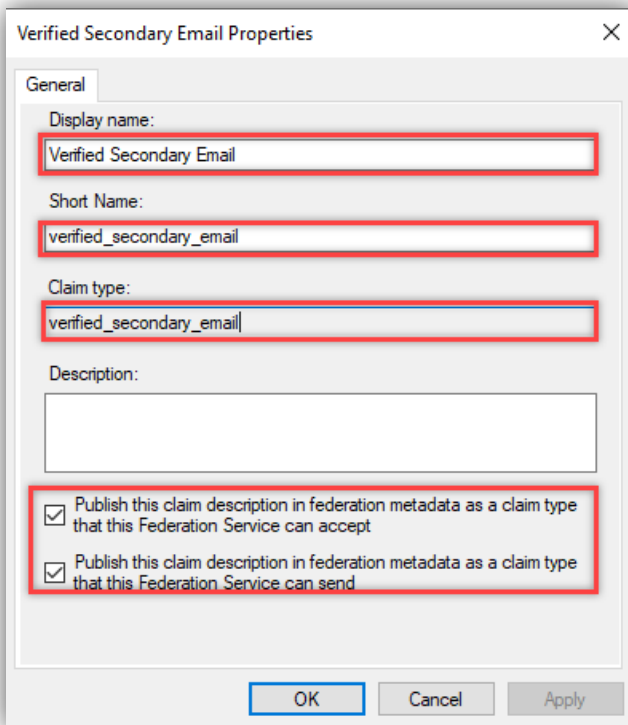 Verified Secondary Email Properties
General
Display name:
Verified Secondary Email
Short Name:
verified_secondary_email
Claim type:
verified_secondary_email
Description:
Publish this claim description in federation metadata as a claim type
that this Federation Service can accept
Publish this claim description in federation metadata as a claim type
that this Federation Service can send
OK Cancel Apply